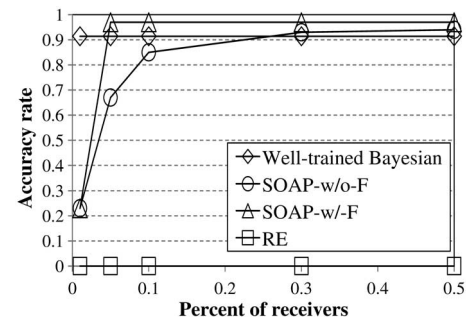 1
0.9
0.8
0.7
0.6
0.5
0.4
0.3
0.2
0.1
0
Accuracy rate
Well-trained Bayesian
SOAP-w/o-F
SOAP-w/-F
RE
0 0.1 0.2 0.3 0.4 0.5
Percent of receivers